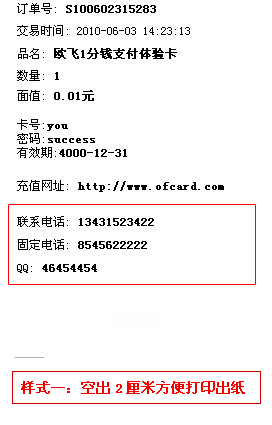 订单号: S100602315283
交易时间: 2010-06-03 14:23:13
品名: 欧飞1分钱支付体验卡
数量: 1
面值: 0.01元
卡号:you
密码:success
有效期:4000-12-31
充值网址: http://www.ofcard.com
联系电话: 13431523422
固定电话: 8545622222
QQ: 46454454
样式一：空出2厘米方便打印出纸